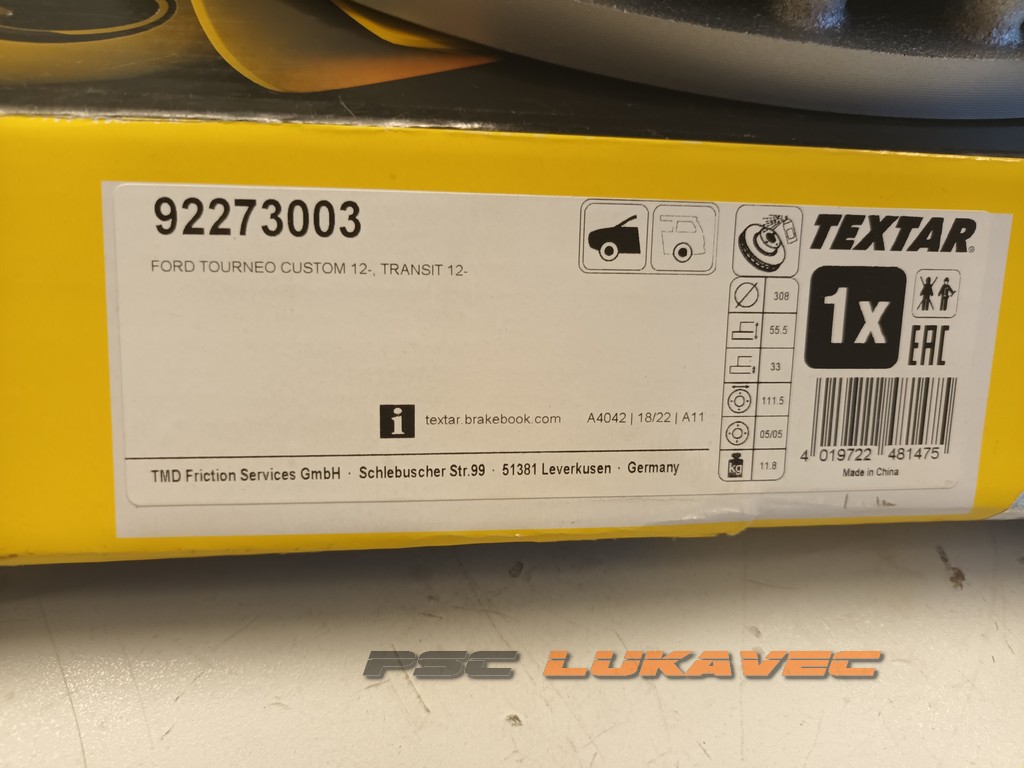 92273003
FORD TOURNEO CUSTOM 12-, TRANSIT 12-
TEXTAR®
1x
EAC
308
55.5
33
111.5
05/05
kg 11.8
i textar.brakebook.com A4042 | 18/22 | A11
4 019722 481475
Made in China
TMD Friction Services GmbH · Schlebuscher Str.99 · 51381 Leverkusen · Germany
PSC LUKAVEC